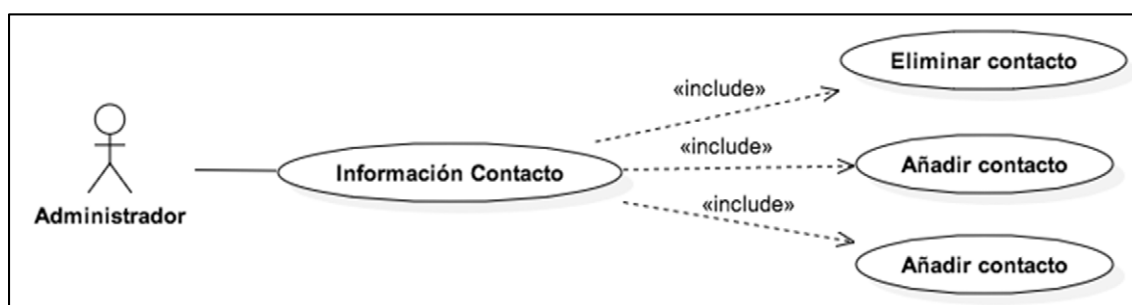 Eliminar contacto
«include»
«include»
Añadir contacto
Información Contacto
«include»
Administrador
Añadir contacto